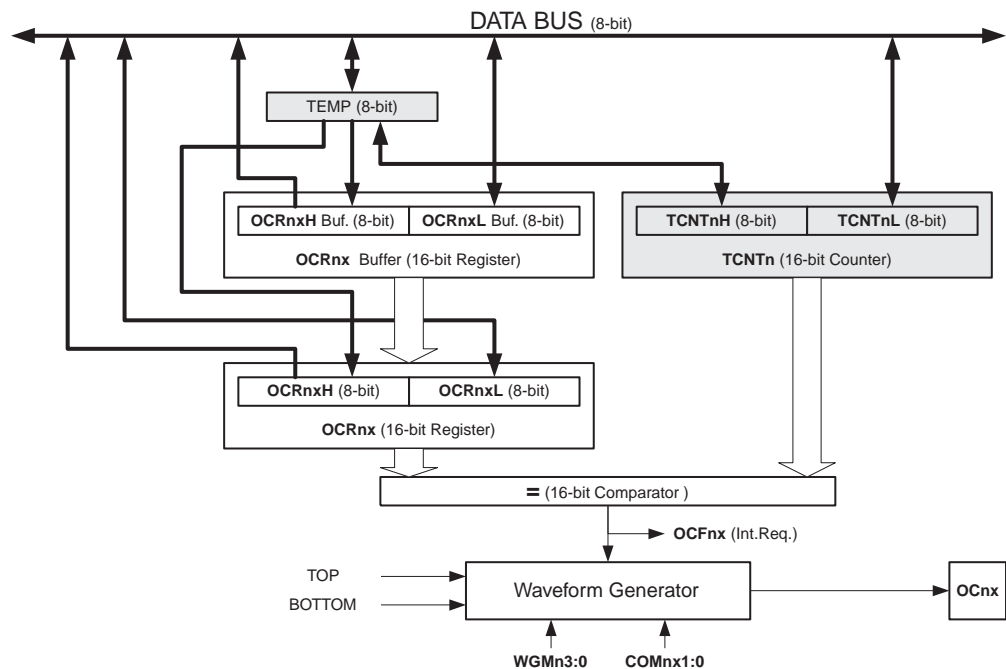 DATA BUS (8-bit)
TEMP (8-bit)
OCRnxH Buf. (8-bit) OCRnxL Buf. (8-bit)
OCRnx Buffer (16-bit Register)
TCNTnH (8-bit) TCNTnL (8-bit)
TCNTn (16-bit Counter)
OCRnxH (8-bit) OCRnxL (8-bit)
OCRnx (16-bit Register)
= (16-bit Comparator )
OCFnx (Int.Req.)
TOP
BOTTOM
Waveform Generator
OCnx
WGMn3:0 COMnx1:0